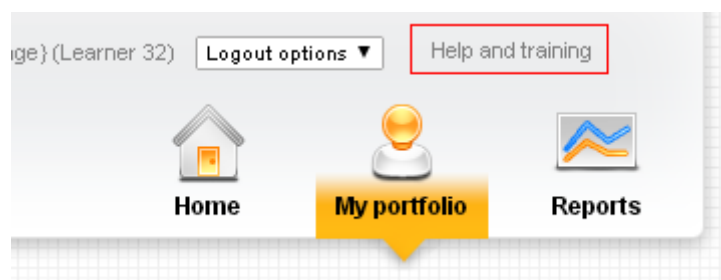 (Learner 32) Logout options ▼ Help and training
Home My portfolio Reports